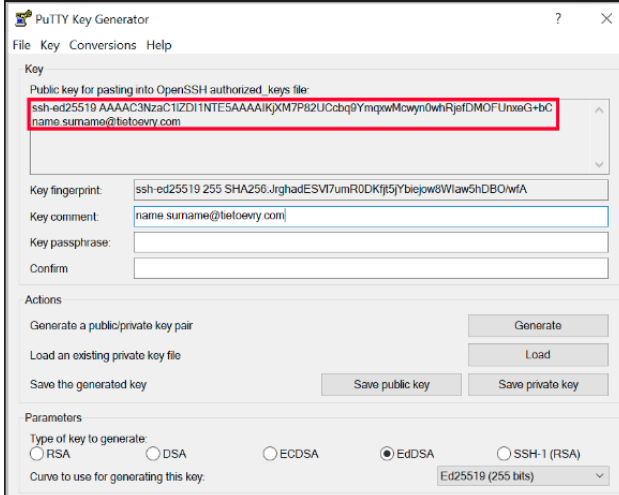 PuTTY Key Generator ? ×
File Key Conversions Help
Key
Public key for pasting into OpenSSH authorized_keys file:
ssh-ed25519 AAAAC3NzaC1lZDI1NTE5AAAAIKjXM7P82UCcbq9YmqxwMcwyn0whRjefDMOFUnxeG+bC
name.surname@tietoevry.com
Key fingerprint: ssh-ed25519 255 SHA256:JrghadESVl7umR0DKfjt5jYbiejow8WIaw5hDBO/wfA
Key comment: name.surname@tietoevry.com
Key passphrase:
Confirm
Actions
Generate a public/private key pair Generate
Load an existing private key file Load
Save the generated key Save public key Save private key
Parameters
Type of key to generate:
RSA DSA ECDSA EdDSA SSH-1 (RSA)
Curve to use for generating this key: Ed25519 (255 bits)